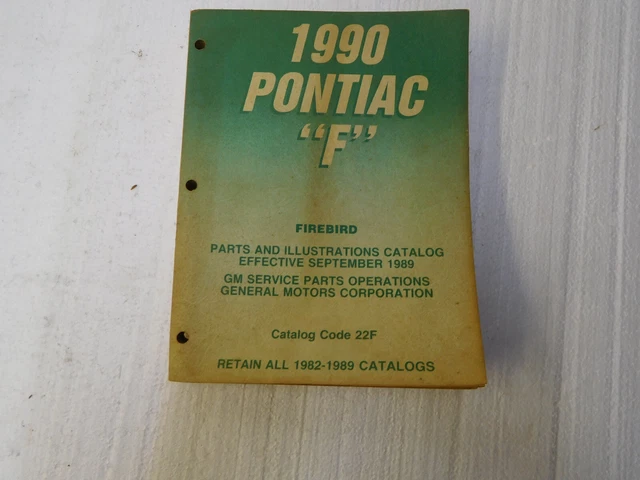 1990
PONTIAC
“F”
FIREBIRD
PARTS AND ILLUSTRATIONS CATALOG
EFFECTIVE SEPTEMBER 1989
GM SERVICE PARTS OPERATIONS
GENERAL MOTORS CORPORATION
Catalog Code 22F
RETAIN ALL 1982-1989 CATALOGS